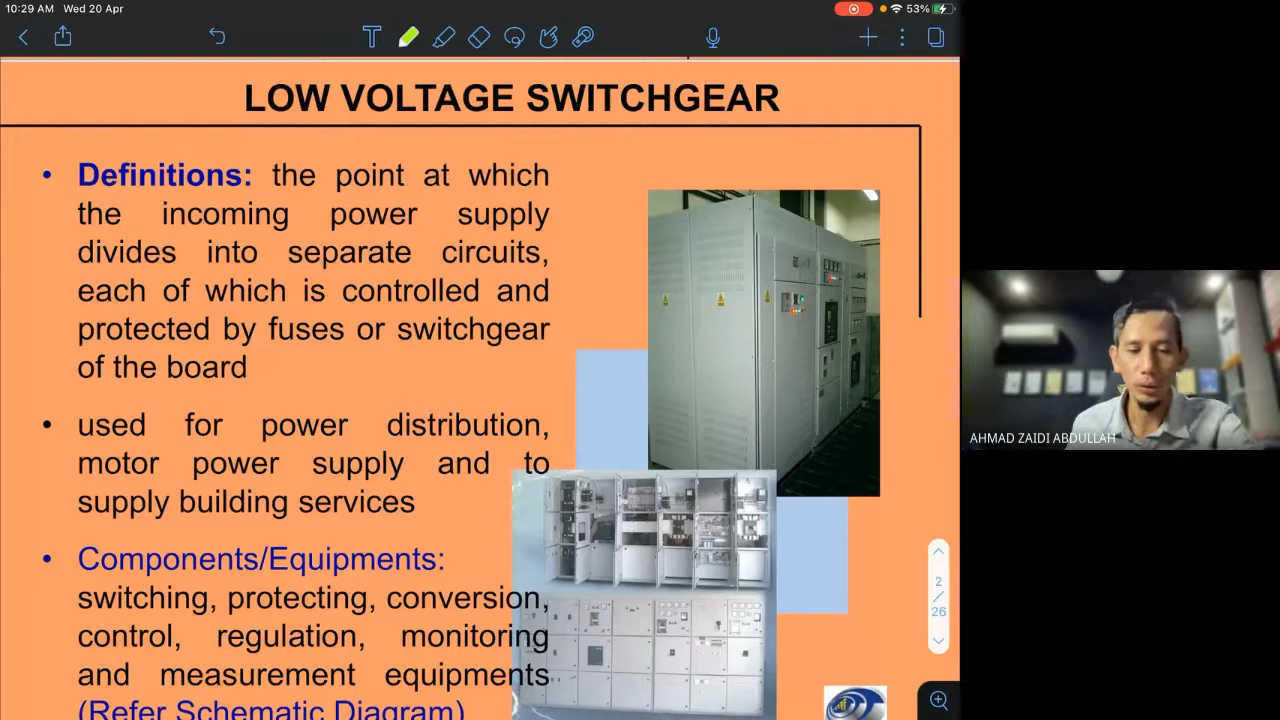 10:29 AM Wed 20 Apr
53%
LOW VOLTAGE SWITCHGEAR
• Definitions: the point at which
the incoming power supply
divides into separate circuits,
each of which is controlled and
protected by fuses or switchgear
of the board
• used for power distribution,
motor power supply and to
supply building services
• Components/Equipments:
switching, protecting, conversion,
control, regulation, monitoring
and measurement equipments
(Refer Schematic Diagram)
2
/
26
AHMAD ZAIDI ABDULLAH